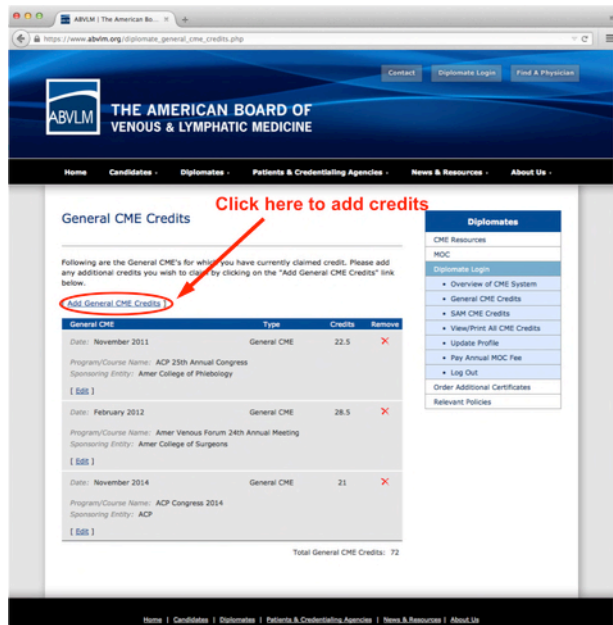 ABVLM | The American Bo...
https://www.abvlm.org/diplomate_general_cme_credits.php
Contact Diplomate Login Find A Physician
ABVLM
THE AMERICAN BOARD OF
VENOUS & LYMPHATIC MEDICINE
Home Candidates Diplomates Patients & Credentialing Agencies News & Resources About Us
Click here to add credits
General CME Credits
Following are the General CME's for which you have currently claimed credit. Please add
any additional credits you wish to claim by clicking on the "Add General CME Credits" link
below.
[ Add General CME Credits ]
General CME Type Credits Remove
Date: November 2011 General CME 22.5
Program/Course Name: ACP 25th Annual Congress
Sponsoring Entity: Amer College of Phlebology
[ Edit ]
Date: February 2012 General CME 28.5
Program/Course Name: Amer Venous Forum 24th Annual Meeting
Sponsoring Entity: Amer College of Surgeons
[ Edit ]
Date: November 2014 General CME 21
Program/Course Name: ACP Congress 2014
Sponsoring Entity: ACP
[ Edit ]
Total General CME Credits: 72
Diplomates
CME Resources
MOC
Diplomate Login
• Overview of CME System
• General CME Credits
• SAM CME Credits
• View/Print All CME Credits
• Update Profile
• Pay Annual MOC Fee
• Log Out
Order Additional Certificates
Relevant Policies
Home | Candidates | Diplomates | Patients & Credentialing Agencies | News & Resources | About Us